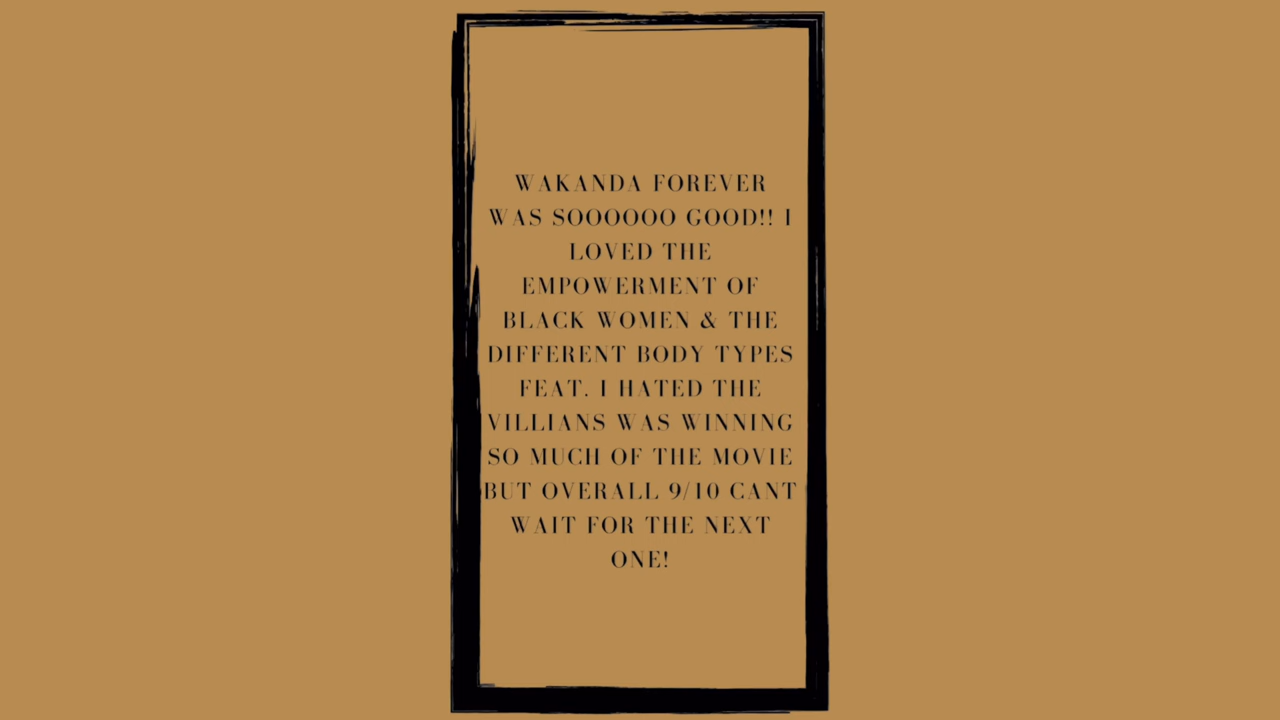 WAKANDA FOREVER
WAS SOOOOOO GOOD!! I
LOVED THE
EMPOWERMENT OF
BLACK WOMEN & THE
DIFFERENT BODY TYPES
FEAT. I HATED THE
VILLIANS WAS WINNING
SO MUCH OF THE MOVIE
BUT OVERALL 9/10 CANT
WAIT FOR THE NEXT
ONE!